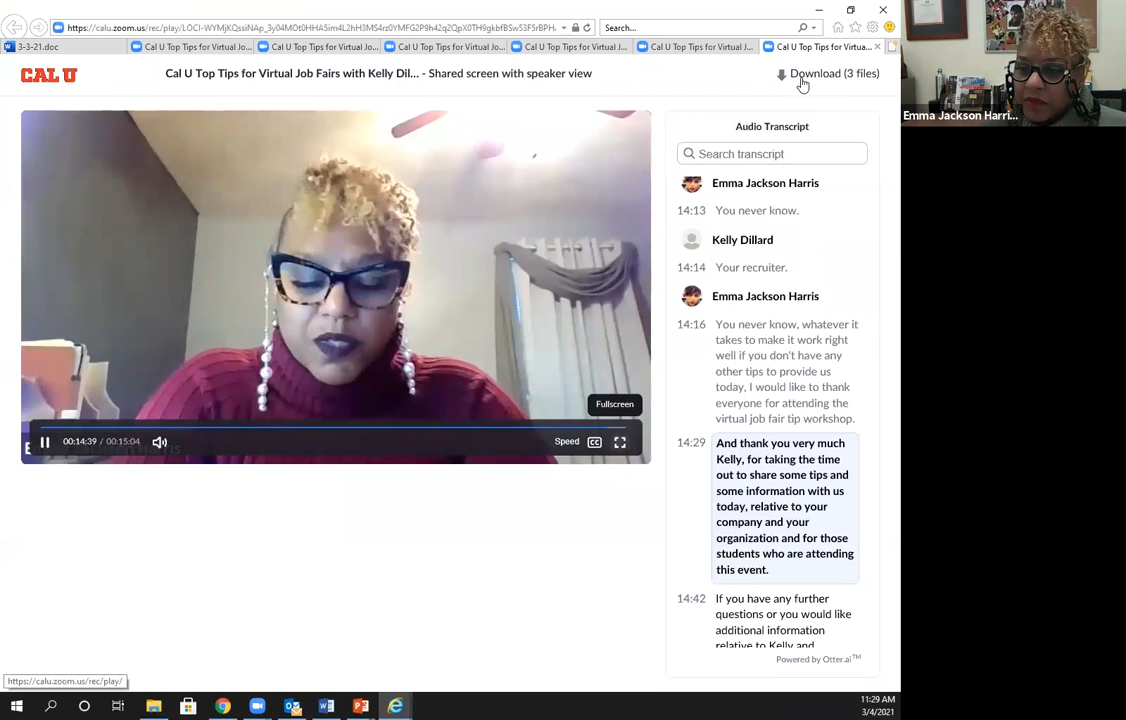 https://calu.zoom.us/rec/play/
Search...
3-3-21.doc
Cal U Top Tips for Virtual Jo...
Cal U Top Tips for Virtual Jo...
Cal U Top Tips for Virtual Jo...
Cal U Top Tips for Virtual Jo...
Cal U Top Tips for Virtual J...
Cal U Top Tips for Virtua...
CAL U
Cal U Top Tips for Virtual Job Fairs with Kelly Dil... - Shared screen with speaker view
Download (3 files)
Emma Jackson Harri...
Audio Transcript
Search transcript
Emma Jackson Harris
14:13 You never know.
Kelly Dillard
14:14 Your recruiter.
Emma Jackson Harris
14:16 You never know, whatever it
takes to make it work right
well if you don't have any
other tips to provide us
today, I would like to thank
everyone for attending the
virtual job fair tip workshop.
14:29 And thank you very much
Kelly, for taking the time
out to share some tips and
some information with us
today, relative to your
company and your
organization and for those
students who are attending
this event.
14:42 If you have any further
questions or you would like
additional information
relative to Kelly and
Powered by Otter.ai™
Fullscreen
00:14:39 / 00:15:04
Speed
CC
https://calu.zoom.us/rec/play/
11:29 AM
3/4/2021